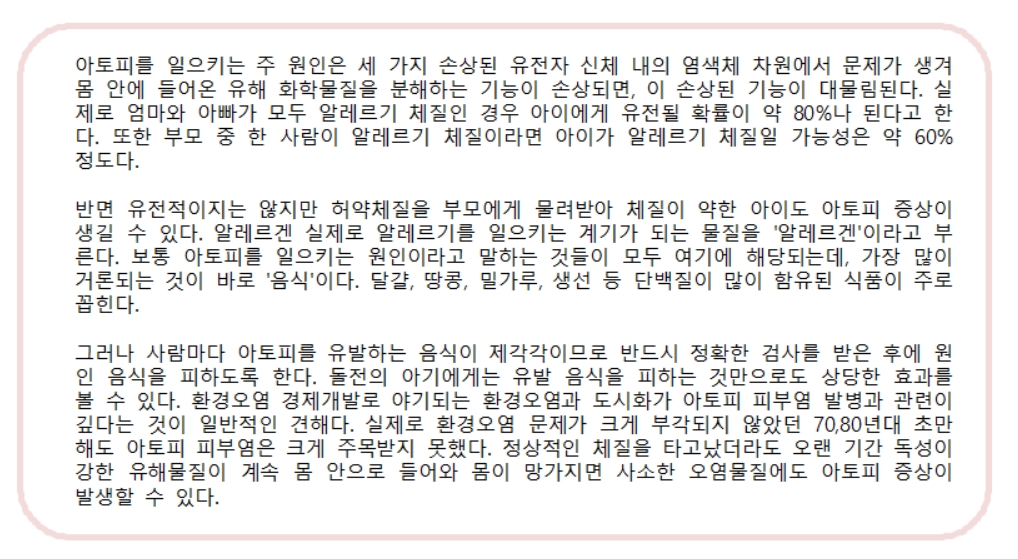 아토피를 일으키는 주 원인은 세 가지 손상된 유전자 신체 내의 염색체 차원에서 문제가 생겨
몸 안에 들어온 유해 화학물질을 분해하는 기능이 손상되면, 이 손상된 기능이 대물림된다. 실
제로 엄마와 아빠가 모두 알레르기 체질인 경우 아이에게 유전될 확률이 약 80%나 된다고 한
다. 또한 부모 중 한 사람이 알레르기 체질이라면 아이가 알레르기 체질일 가능성은 약 60%
정도다.
반면 유전적이지는 않지만 허약체질을 부모에게 물려받아 체질이 약한 아이도 아토피 증상이
생길 수 있다. 알레르겐 실제로 알레르기를 일으키는 계기가 되는 물질을 '알레르겐'이라고 부
른다. 보통 아토피를 일으키는 원인이라고 말하는 것들이 모두 여기에 해당되는데, 가장 많이
거론되는 것이 바로 '음식'이다. 달걀, 땅콩, 밀가루, 생선 등 단백질이 많이 함유된 식품이 주로
꼽힌다.
그러나 사람마다 아토피를 유발하는 음식이 제각각이므로 반드시 정확한 검사를 받은 후에 원
인 음식을 피하도록 한다. 돌전의 아기에게는 유발 음식을 피하는 것만으로도 상당한 효과를
볼 수 있다. 환경오염 경제개발로 야기되는 환경오염과 도시화가 아토피 피부염 발병과 관련이
깊다는 것이 일반적인 견해다. 실제로 환경오염 문제가 크게 부각되지 않았던 70,80년대 초만
해도 아토피 피부염은 크게 주목받지 못했다. 정상적인 체질을 타고났더라도 오랜 기간 독성이
강한 유해물질이 계속 몸 안으로 들어와 몸이 망가지면 사소한 오염물질에도 아토피 증상이
발생할 수 있다.